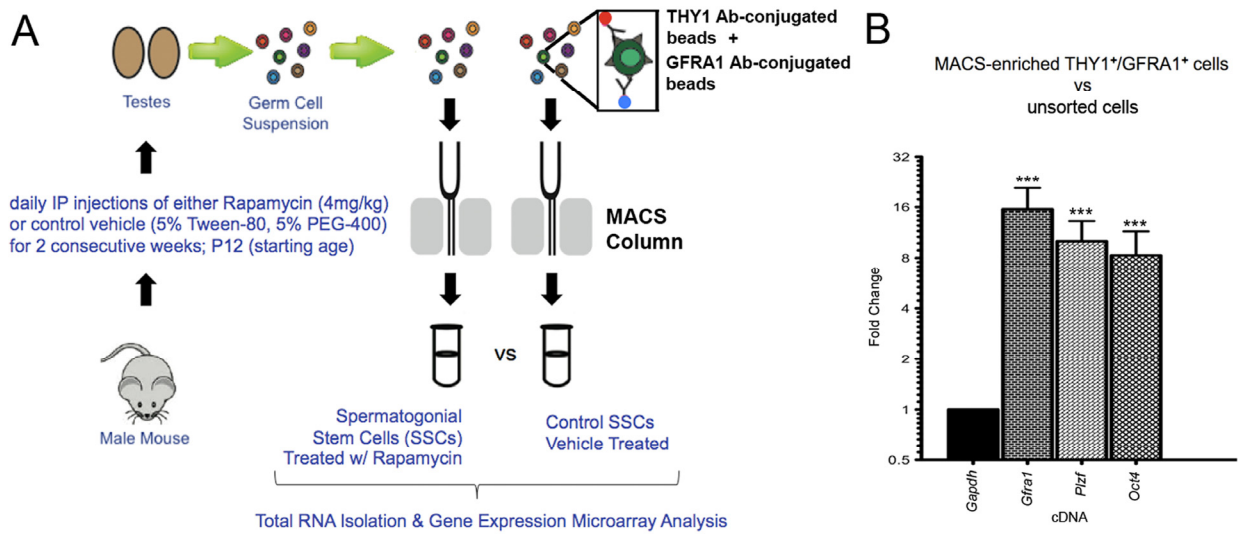 A
THY1 Ab-conjugated
beads +
GFRA1 Ab-conjugated
beads
Testes
Germ Cell
Suspension
daily IP injections of either Rapamycin (4mg/kg)
or control vehicle (5% Tween-80, 5% PEG-400)
for 2 consecutive weeks; P12 (starting age)
MACS
Column
Male Mouse
vs
Spermatogonial
Stem Cells (SSCs)
Treated w/ Rapamycin
Control SSCs
Vehicle Treated
Total RNA Isolation & Gene Expression Microarray Analysis
B
MACS-enriched THY1⁺/GFRA1⁺ cells
vs
unsorted cells
Fold Change
32
16
8
4
2
1
0.5
***
***
***
Gapdh
Gfra1
Plzf
Oct4
cDNA